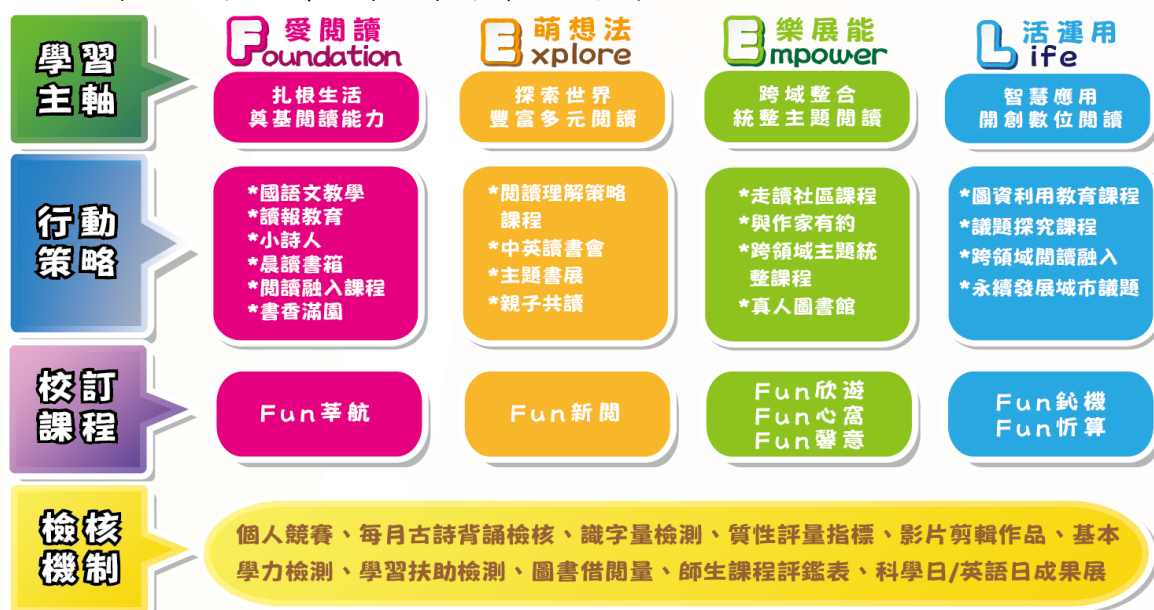 學習
主軸
愛閱讀
Foundation
萌想法
Explore
樂展能
Empower
活運用
Life
扎根生活
奠基閱讀能力
探索世界
豐富多元閱讀
跨域整合
統整主題閱讀
智慧應用
開創數位閱讀
行動
策略
*國語文教學
*讀報教育
*小詩人
*晨讀書箱
*閱讀融入課程
*書香滿園
*閱讀理解策略
課程
*中英讀書會
*主題書展
*親子共讀
*走讀社區課程
*與作家有約
*跨領域主題統
整課程
*真人圖書館
*圖資利用教育課程
*議題探究課程
*跨領域閱讀融入
*永續發展城市議題
校訂
課程
Fun莘航
Fun新閱
Fun欣遊
Fun心窩
Fun馨意
Fun鈊機
Fun忻算
檢核
機制
個人競賽、每月古詩背誦檢核、識字量檢測、質性評量指標、影片剪輯作品、基本
學力檢測、學習扶助檢測、圖書借閱量、師生課程評鑑表、科學日/英語日成果展